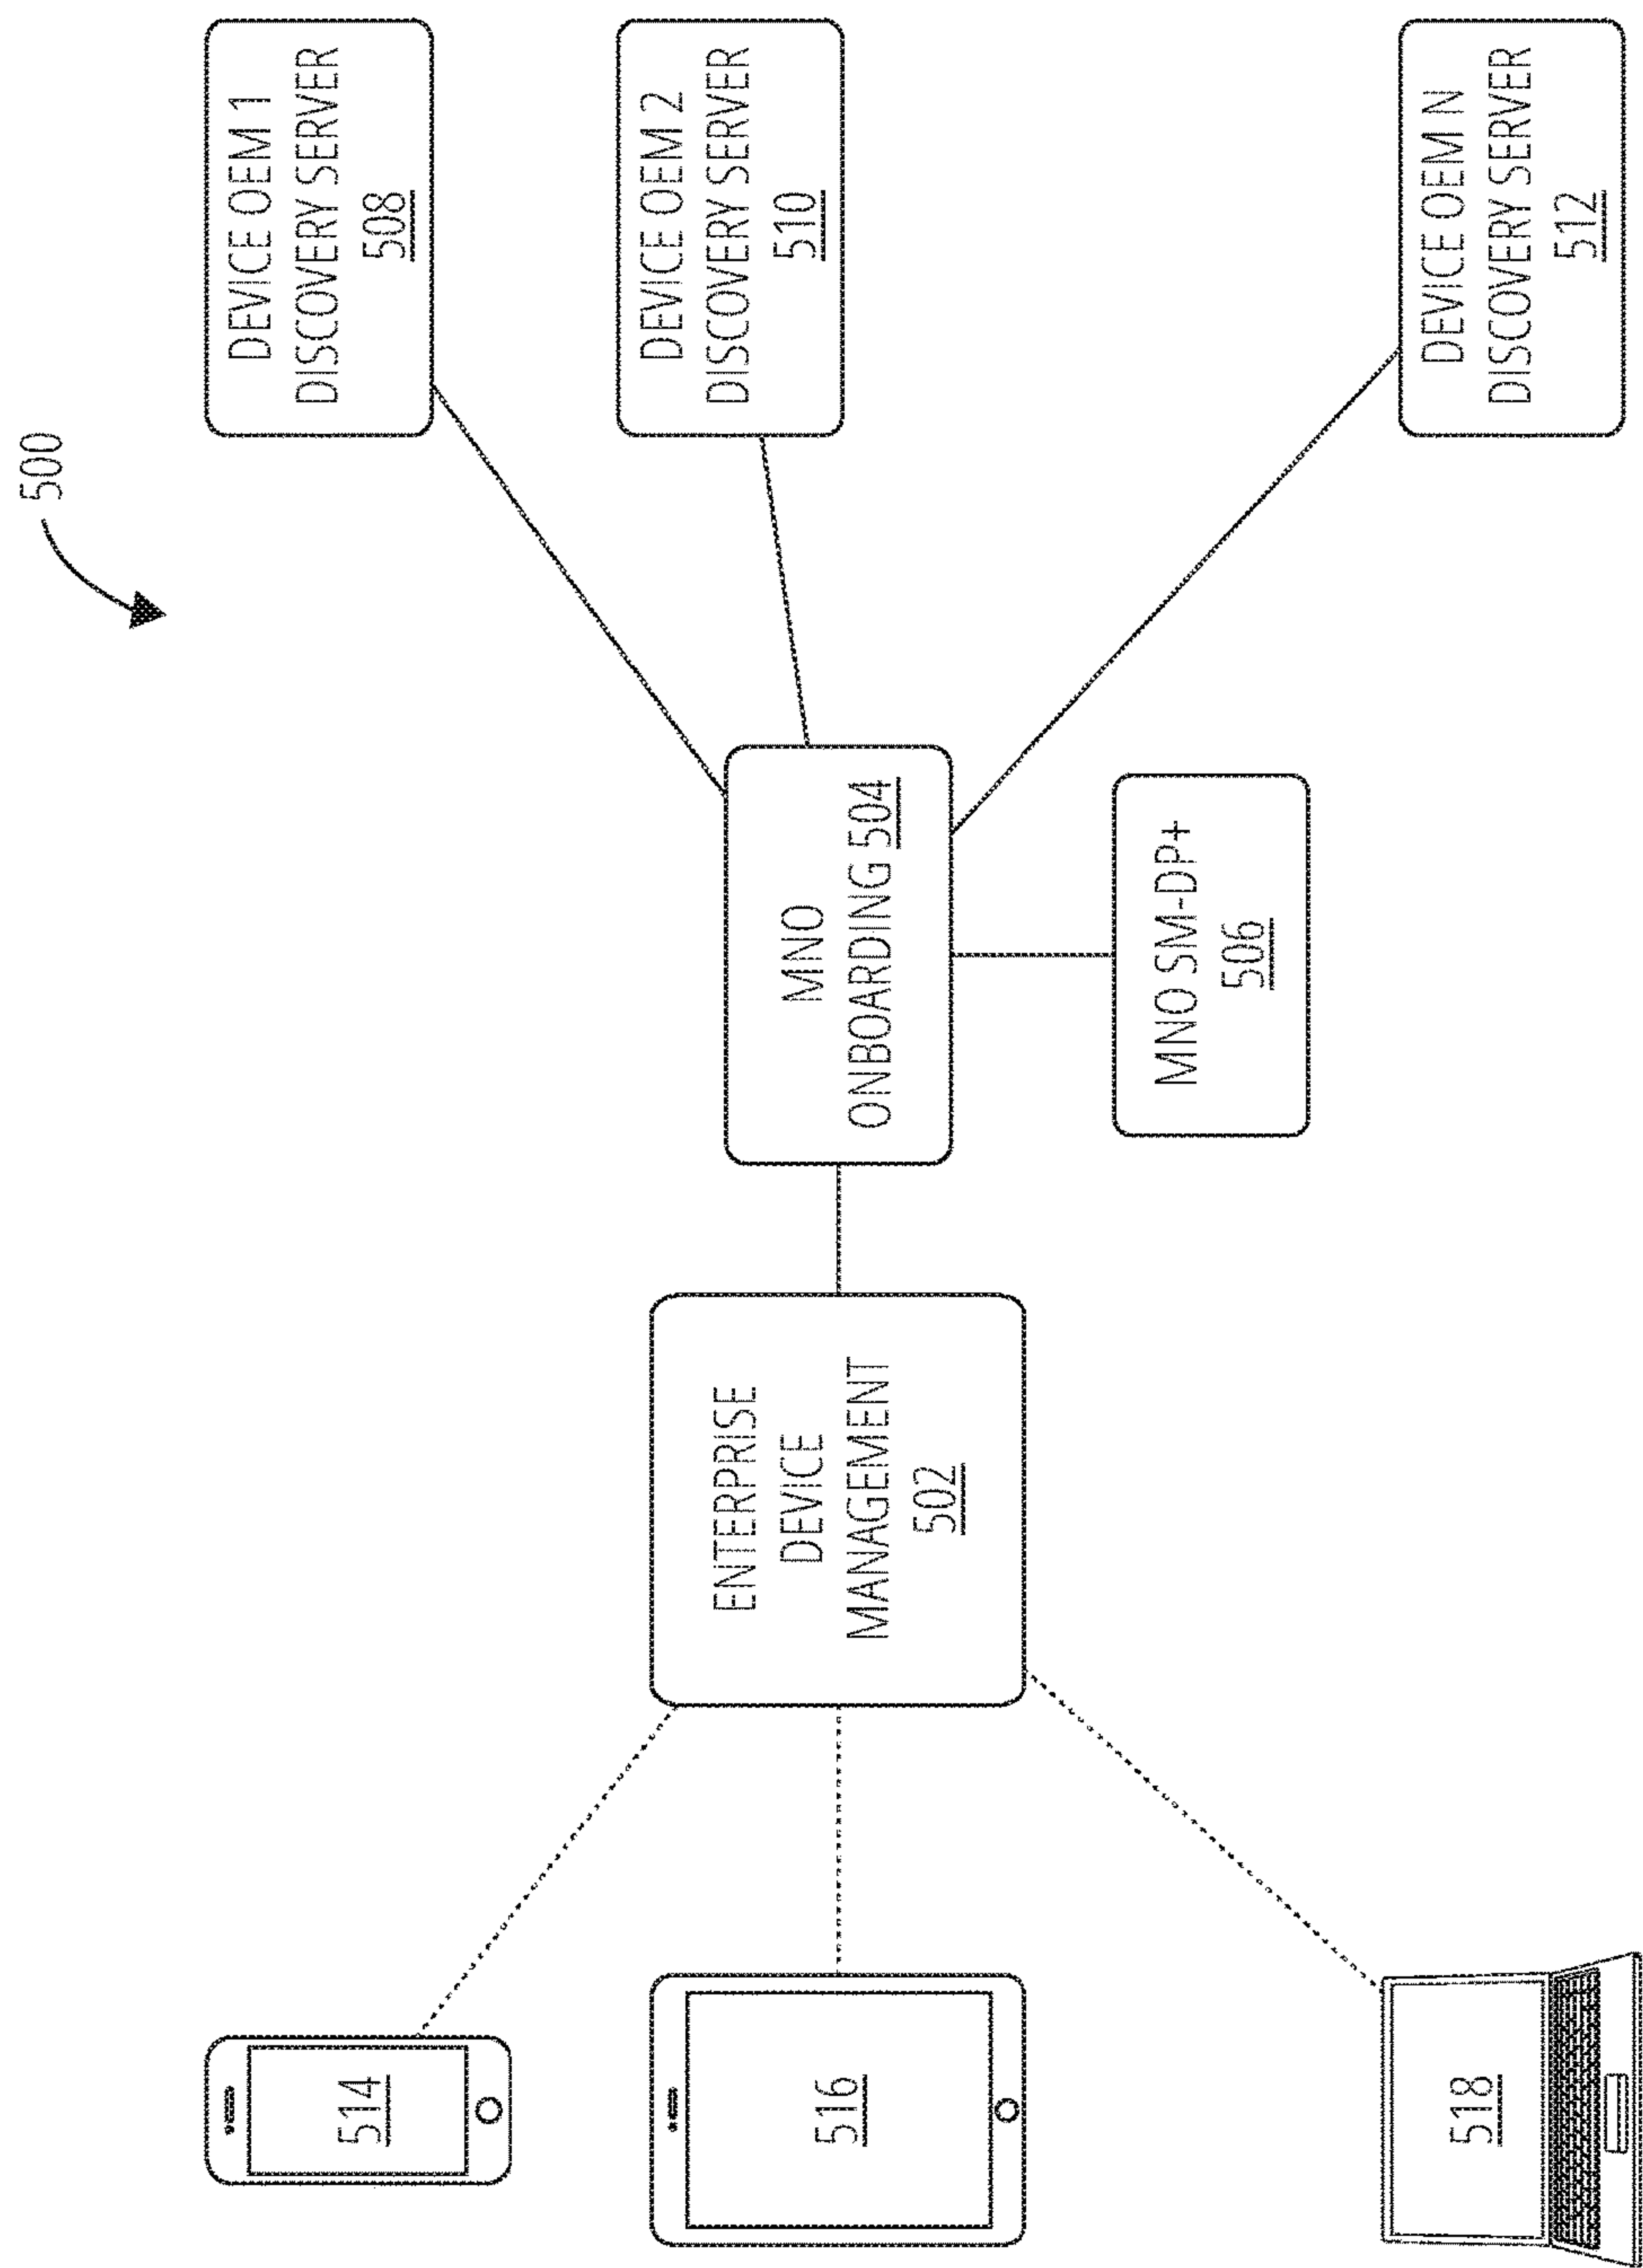 500
DEVICE OEM 1
DISCOVERY SERVER
508
DEVICE OEM 2
DISCOVERY SERVER
510
DEVICE OEM N
DISCOVERY SERVER
512
MNO
ONBOARDING 504
MNO SM-DP+
506
ENTERPRISE
DEVICE
MANAGEMENT
502
514
516
518